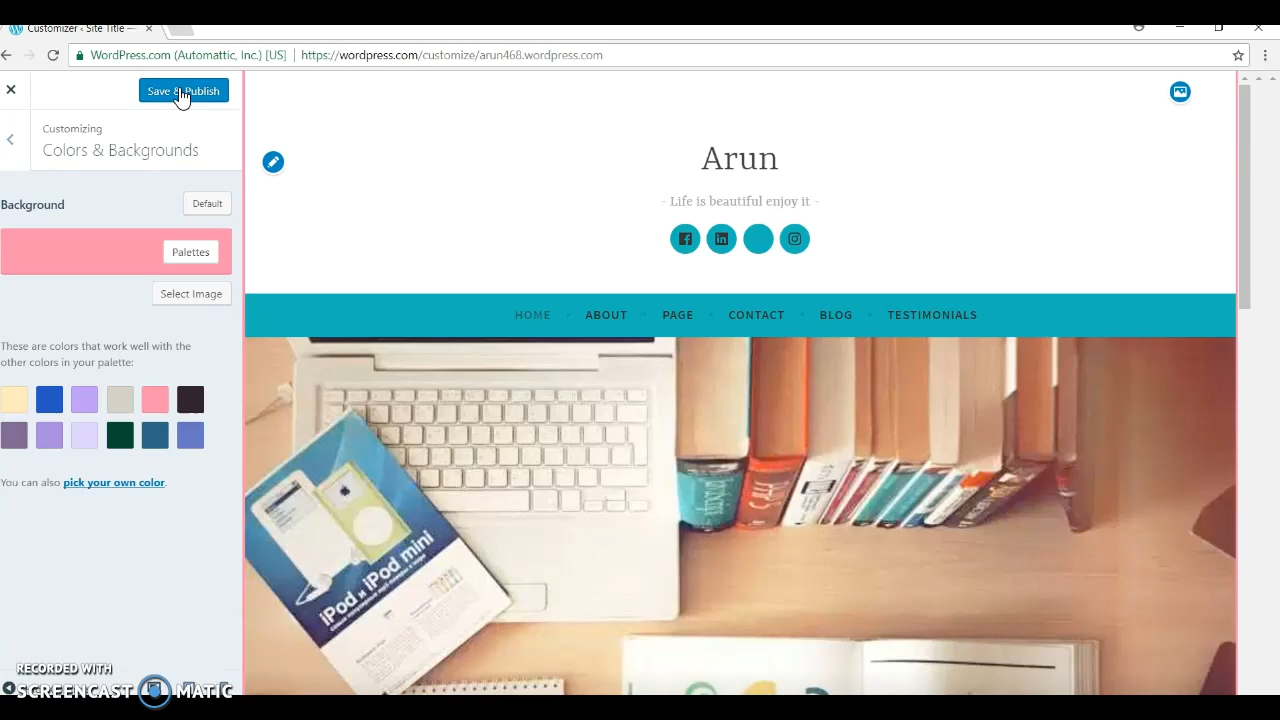 Customizer ‹ Site Title —
WordPress.com (Automattic, Inc.) [US]
https://wordpress.com/customize/arun468.wordpress.com
Save & Publish
Customizing
Colors & Backgrounds
Background
Default
Palettes
Select Image
These are colors that work well with the
other colors in your palette:
You can also pick your own color.
Arun
- Life is beautiful enjoy it -
HOME
ABOUT
PAGE
CONTACT
BLOG
TESTIMONIALS
iPod и iPod mini
RECORDED WITH
SCREENCAST MATIC